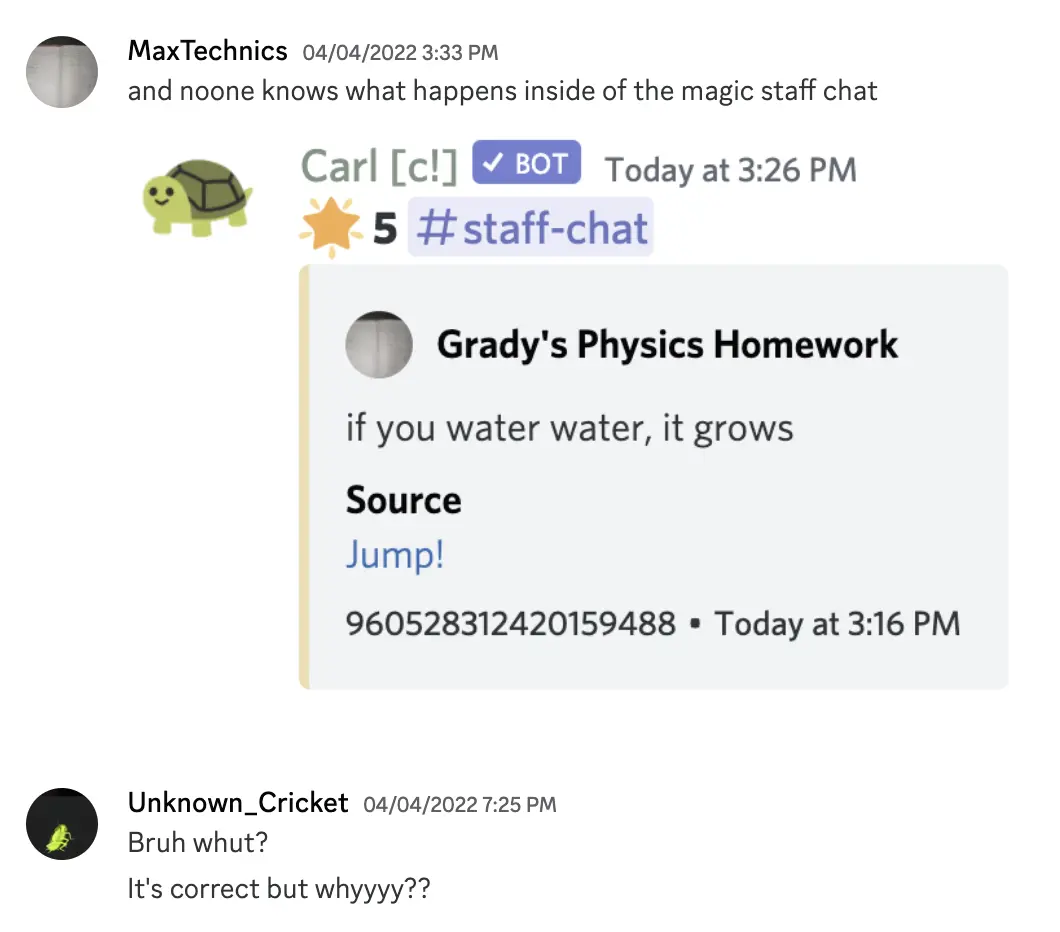 MaxTechnics 04/04/2022 3:33 PM
and noone knows what happens inside of the magic staff chat
Carl [c!] ✓ BOT Today at 3:26 PM
5 #staff-chat
Grady's Physics Homework
if you water water, it grows
Source
Jump!
960528312420159488 • Today at 3:16 PM
Unknown_Cricket 04/04/2022 7:25 PM
Bruh whut?
It's correct but whyyyy??